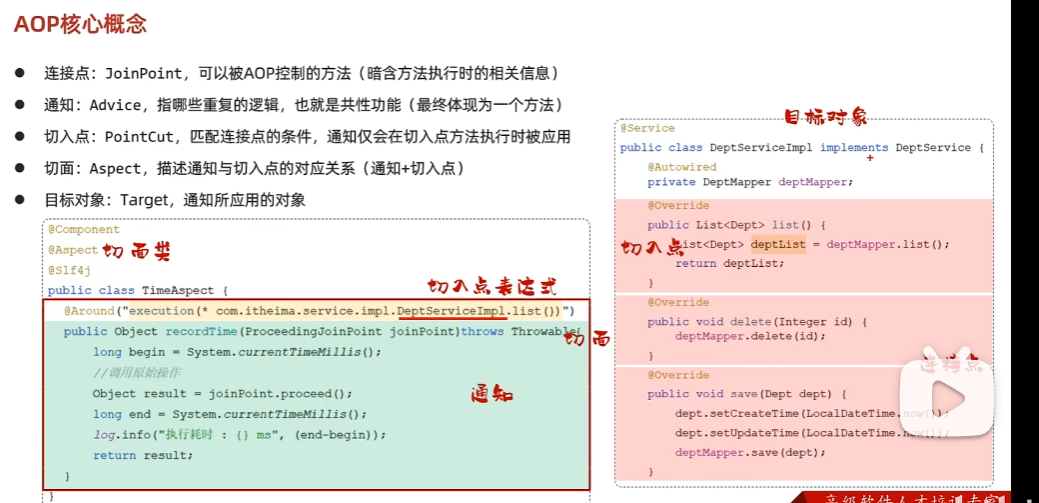 AOP核心概念
● 连接点：JoinPoint，可以被AOP控制的方法（暗含方法执行时的相关信息）
● 通知：Advice，指哪些重复的逻辑，也就是共性功能（最终体现为一个方法）
● 切入点：PointCut，匹配连接点的条件，通知仅会在切入点方法执行时被应用
● 切面：Aspect，描述通知与切入点的对应关系（通知+切入点）
● 目标对象：Target，通知所应用的对象
@Component
@Aspect 切面类
@Slf4j
public class TimeAspect {
切入点表达式
@Around("execution(* com.itheima.service.impl.DeptServiceImpl.list())")
public Object recordTime(ProceedingJoinPoint joinPoint)throws Throwable{
切面
long begin = System.currentTimeMillis();
//调用原始操作
Object result = joinPoint.proceed();
通知
long end = System.currentTimeMillis();
log.info("执行耗时 : {} ms", (end-begin));
return result;
}
}
目标对象
@Service
public class DeptServiceImpl implements DeptService {
@Autowired
private DeptMapper deptMapper;
@Override
public List<Dept> list() {
切入点
List<Dept> deptList = deptMapper.list();
return deptList;
}
@Override
public void delete(Integer id) {
deptMapper.delete(id);
}
连接点
@Override
public void save(Dept dept) {
dept.setCreateTime(LocalDateTime.now());
dept.setUpdateTime(LocalDateTime.now());
deptMapper.save(dept);
}
高级软件人才培训专家